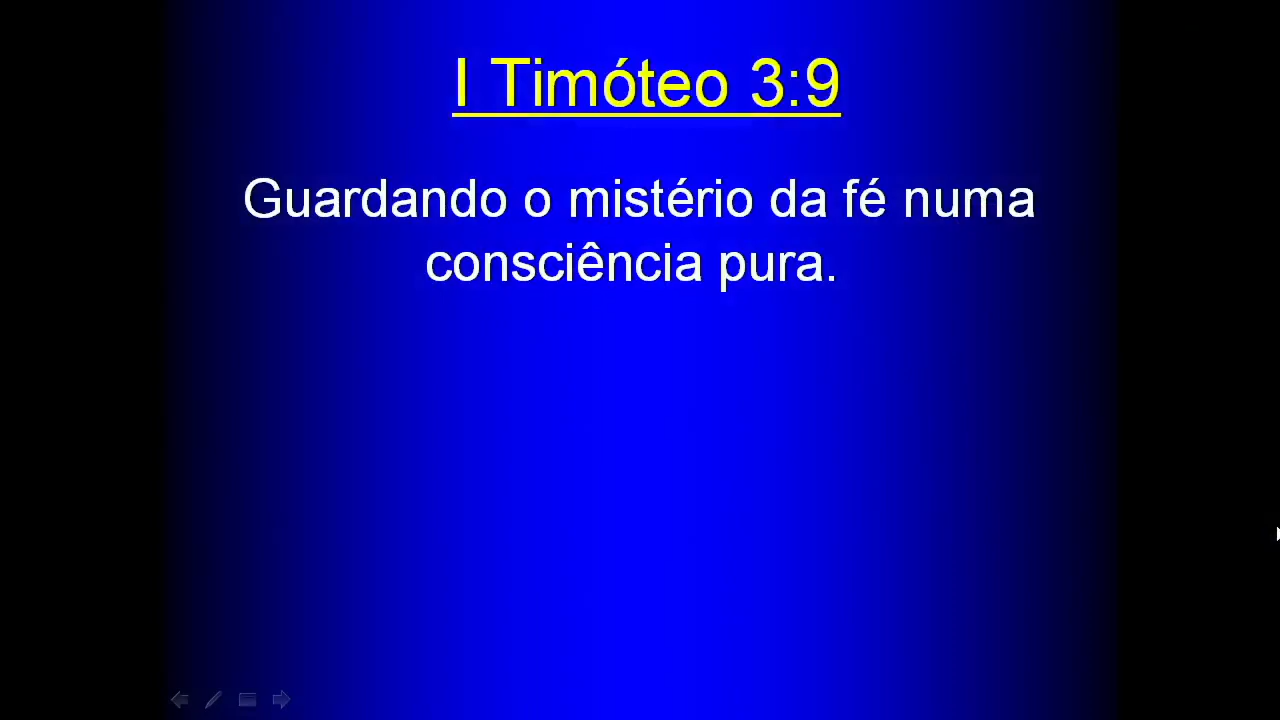 I Timóteo 3:9
Guardando o mistério da fé numa
consciência pura.